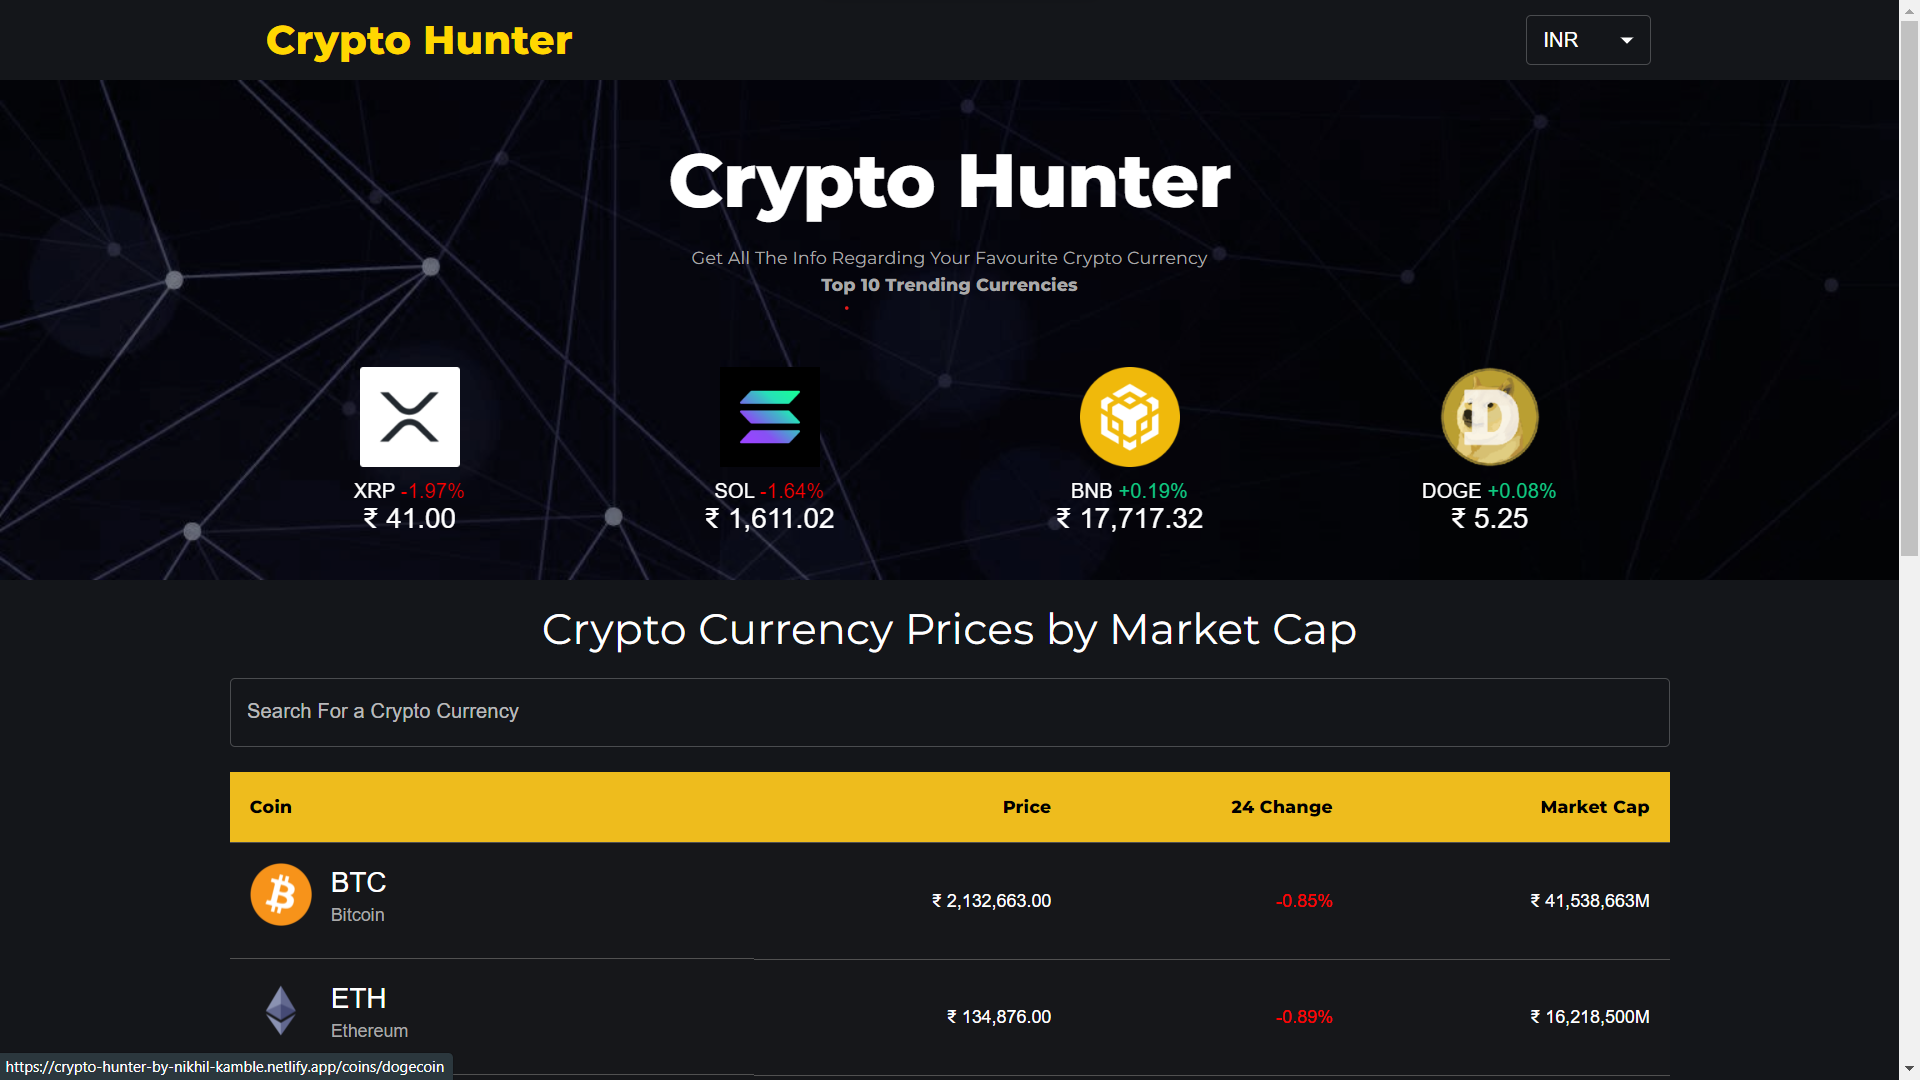 Crypto Hunter
INR
Crypto Hunter
Get All The Info Regarding Your Favourite Crypto Currency
Top 10 Trending Currencies
XRP -1.97%
₹ 41.00
SOL -1.64%
₹ 1,611.02
BNB +0.19%
₹ 17,717.32
DOGE +0.08%
₹ 5.25
Crypto Currency Prices by Market Cap
Search For a Crypto Currency
Coin Price 24 Change Market Cap
BTC
Bitcoin
₹ 2,132,663.00 -0.85% ₹ 41,538,663M
ETH
Ethereum
₹ 134,876.00 -0.89% ₹ 16,218,500M
https://crypto-hunter-by-nikhil-kamble.netlify.app/coins/dogecoin